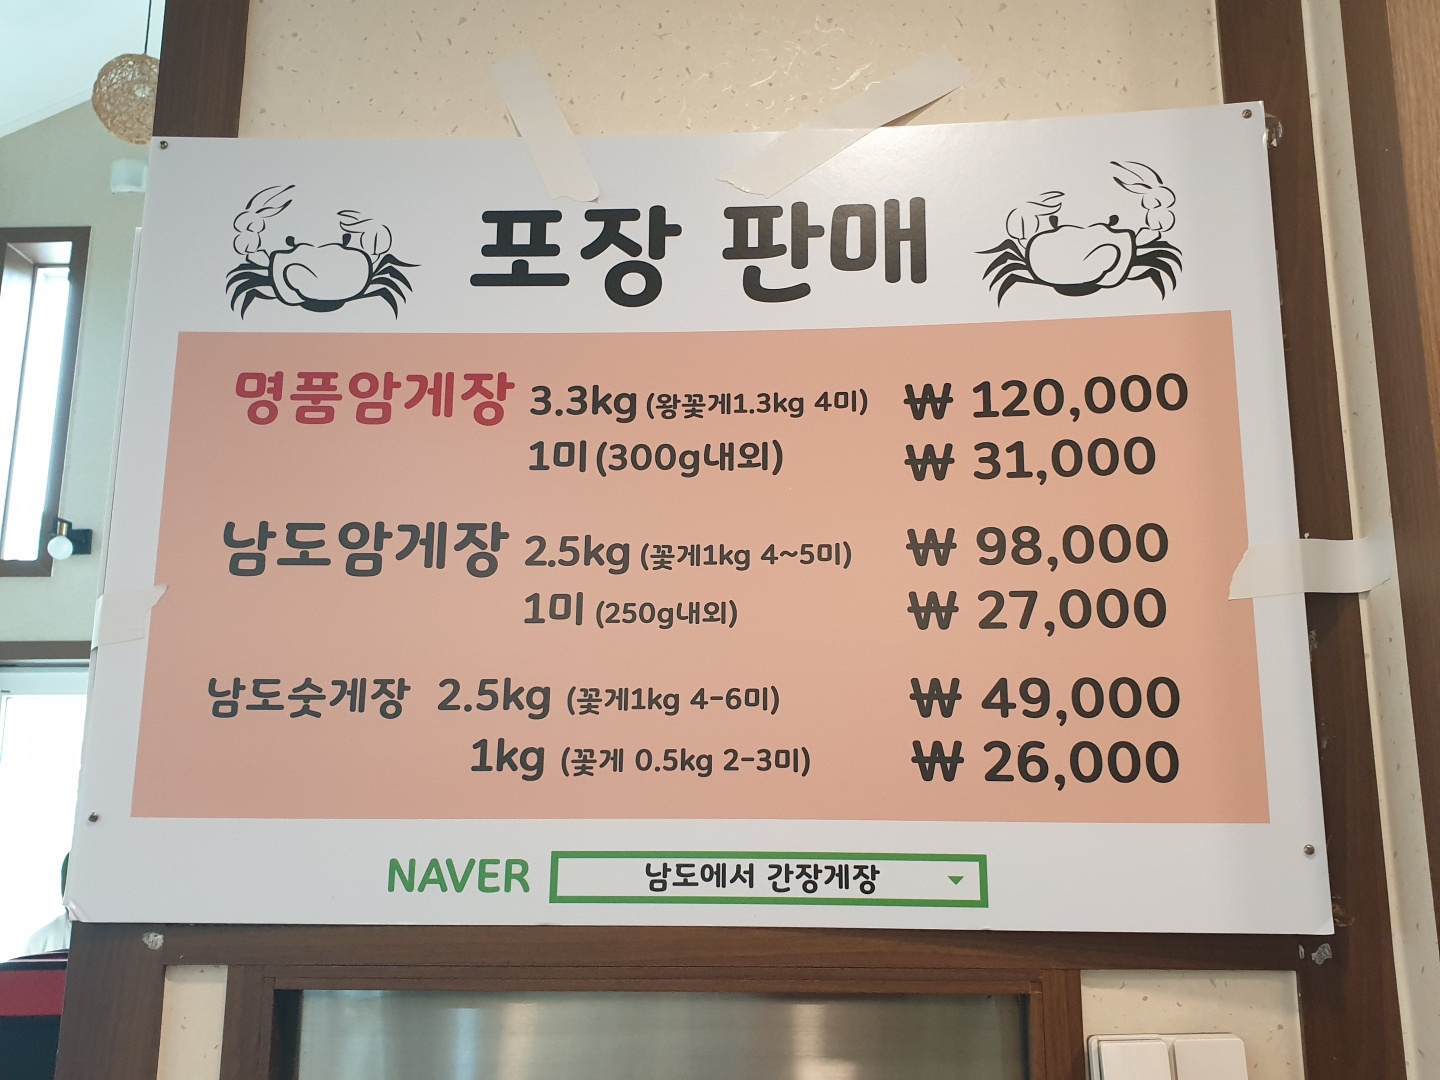 포장 판매
명품암게장 3.3kg (왕꽃게1.3kg 4미) ₩ 120,000
1미 (300g내외) ₩ 31,000
남도암게장 2.5kg (꽃게1kg 4~5미) ₩ 98,000
1미 (250g내외) ₩ 27,000
남도숫게장 2.5kg (꽃게1kg 4-6미) ₩ 49,000
1kg (꽃게 0.5kg 2-3미) ₩ 26,000
NAVER 남도에서 간장게장